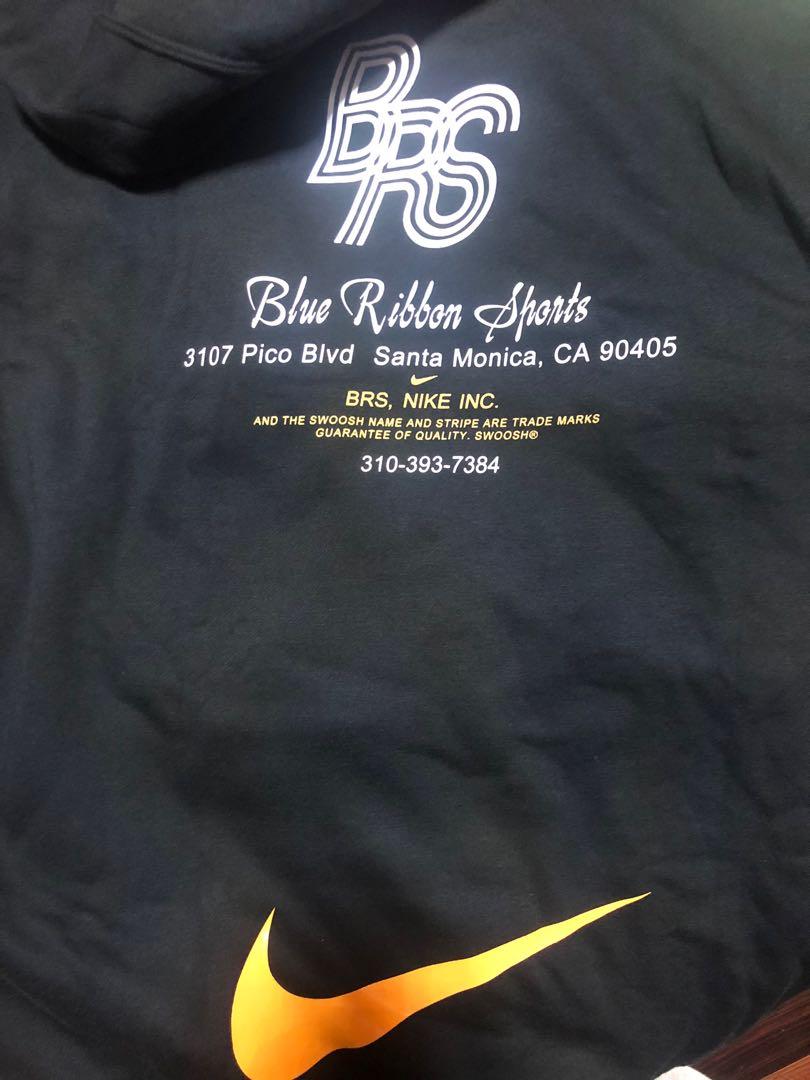 BRS
Blue Ribbon Sports
3107 Pico Blvd Santa Monica, CA 90405
BRS, NIKE INC.
AND THE SWOOSH NAME AND STRIPE ARE TRADE MARKS
GUARANTEE OF QUALITY. SWOOSH®
310-393-7384